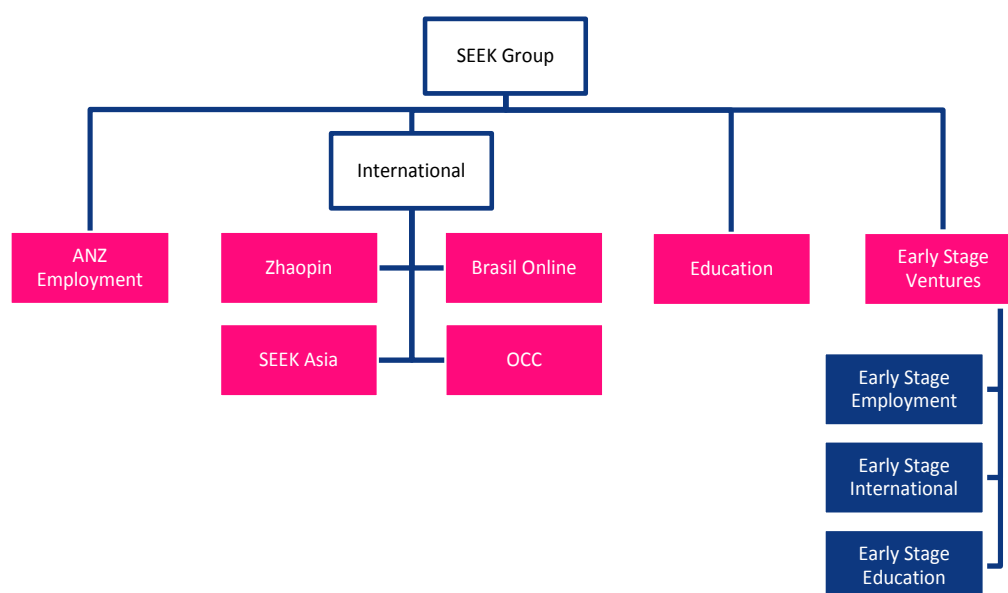 SEEK Group
International
ANZ
Employment
Zhaopin
Brasil Online
Education
Early Stage
Ventures
SEEK Asia
OCC
Early Stage
Employment
Early Stage
International
Early Stage
Education